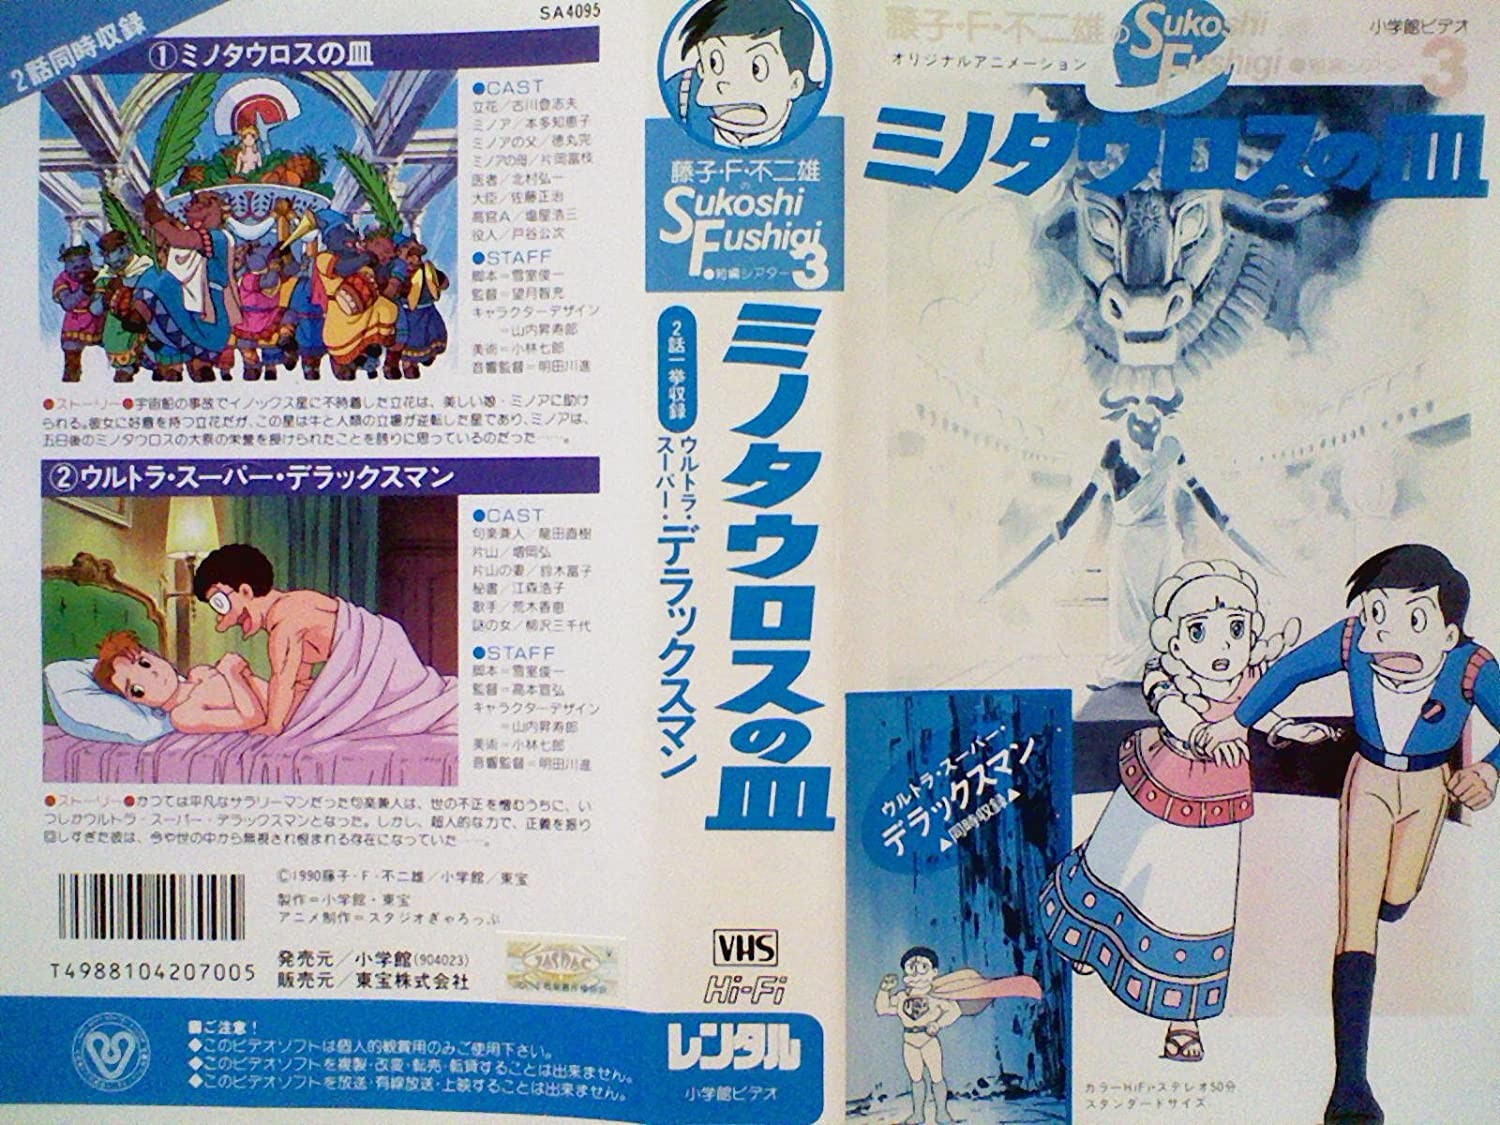 2話同時収録
SA4095
①ミノタウロスの皿
●CAST
立花／古川登志夫
ミノア／本多知恵子
ミノアの父／徳丸完
ミノアの母／片岡富枝
医者／北村弘一
大臣／佐藤正治
高官A／塩屋浩三
役人／戸谷公次
●STAFF
脚本＝雪室俊一
監督＝望月智充
キャラクターデザイン
＝山内昇寿郎
美術＝小林七郎
音響監督＝明田川進
●ストーリー●宇宙船の事故でイノックス星に不時着した立花は、美しい娘・ミノアに助け
られる。彼女に好意を持つ立花だが、この星は牛と人類の立場が逆転した星であり、ミノアは、
五日後のミノタウロスの大祭の栄誉を授けられたことを誇りに思っているのだった……。
②ウルトラ・スーパー・デラックスマン
●CAST
句楽兼人／龍田直樹
片山／増岡弘
片山の妻／鈴木富子
秘書／江森浩子
歌手／荒木香恵
謎の女／柳沢三千代
●STAFF
脚本＝雪室俊一
監督＝高本宣弘
キャラクターデザイン
＝山内昇寿郎
美術＝小林七郎
音響監督＝明田川進
●ストーリー●かつては平凡なサラリーマンだった句楽兼人は、世の不正を憎むうちに、い
つしかウルトラ・スーパー・デラックスマンとなった。しかし、超人的な力で、正義を振り
回しすぎた彼は、今や世の中から無視され恨まれる存在になっていた……。
©1990藤子・F・不二雄／小学館／東宝
製作＝小学館・東宝
アニメ制作＝スタジオぎゃろっぷ
T4988104207005
発売元／小学館(904023)
販売元／東宝株式会社
■ご注意！
◆このビデオソフトは個人的観賞用のみご使用下さい。
◆このビデオソフトを複製・改変・転売・転貸することは出来ません。
◆このビデオソフトを放送・有線放送・上映することは出来ません。
藤子・F・不二雄
の
Sukoshi
Fushigi
●短編シアター3
2話一挙収録
ミノタウロスの皿
ウルトラ・
スーパー・デラックスマン
VHS
Hi-Fi
レンタル
小学館ビデオ
藤子・F・不二雄のSukoshi
Fushigi
●短編シアター3
小学館ビデオ
オリジナルアニメーション
ミノタウロスの皿
ウルトラ・スーパー・
デラックスマン
▲同時収録▲
カラーHiFi・ステレオ50分
スタンダードサイズ